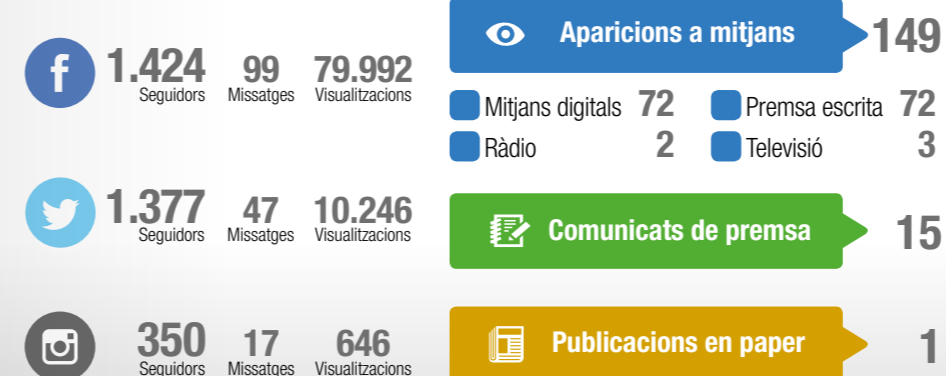 f
1.424 99 79.992
Seguidors Missatges Visualitzacions
1.377 47 10.246
Seguidors Missatges Visualitzacions
350 17 646
Seguidors Missatges Visualitzacions
Aparicions a mitjans 149
Mitjans digitals 72 Premsa escrita 72
Ràdio 2 Televisió 3
Comunicats de premsa 15
Publicacions en paper 1